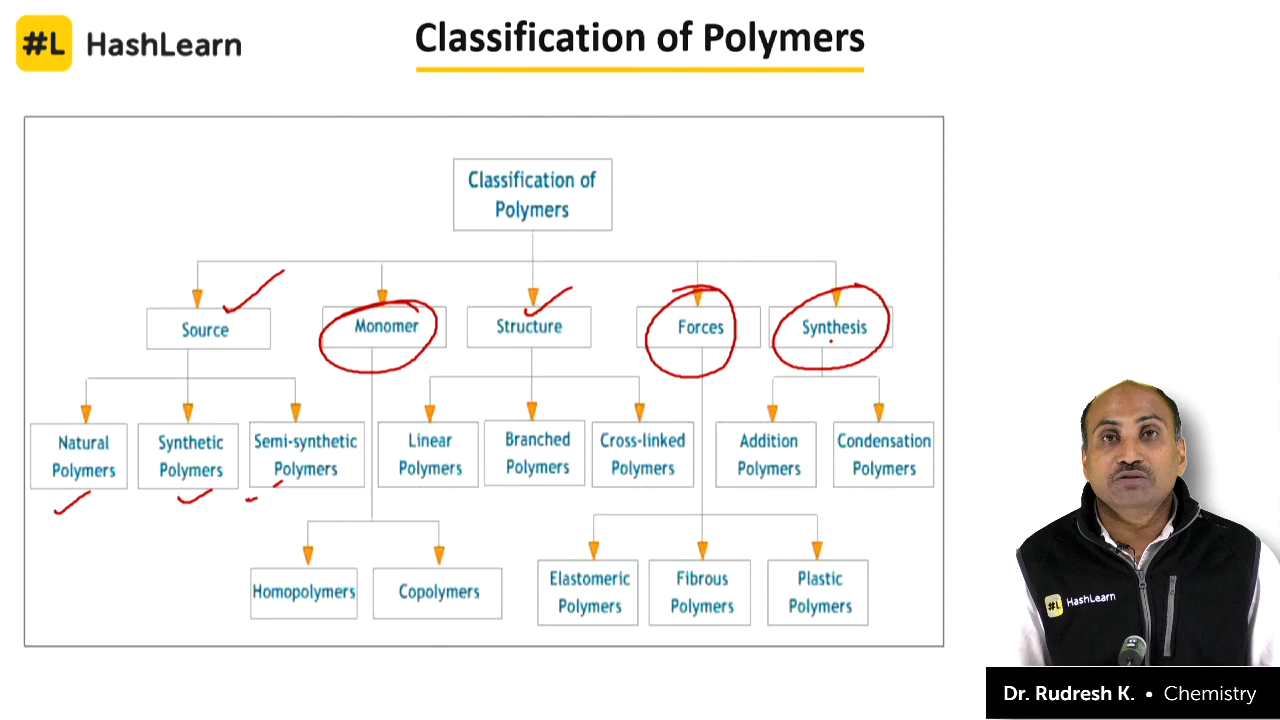 #L HashLearn
Classification of Polymers
Classification of
Polymers
Source
Monomer
Structure
Forces
Synthesis
Natural
Polymers
Synthetic
Polymers
Semi-synthetic
Polymers
Linear
Polymers
Branched
Polymers
Cross-linked
Polymers
Addition
Polymers
Condensation
Polymers
Homopolymers
Copolymers
Elastomeric
Polymers
Fibrous
Polymers
Plastic
Polymers
#L HashLearn
Dr. Rudresh K. • Chemistry